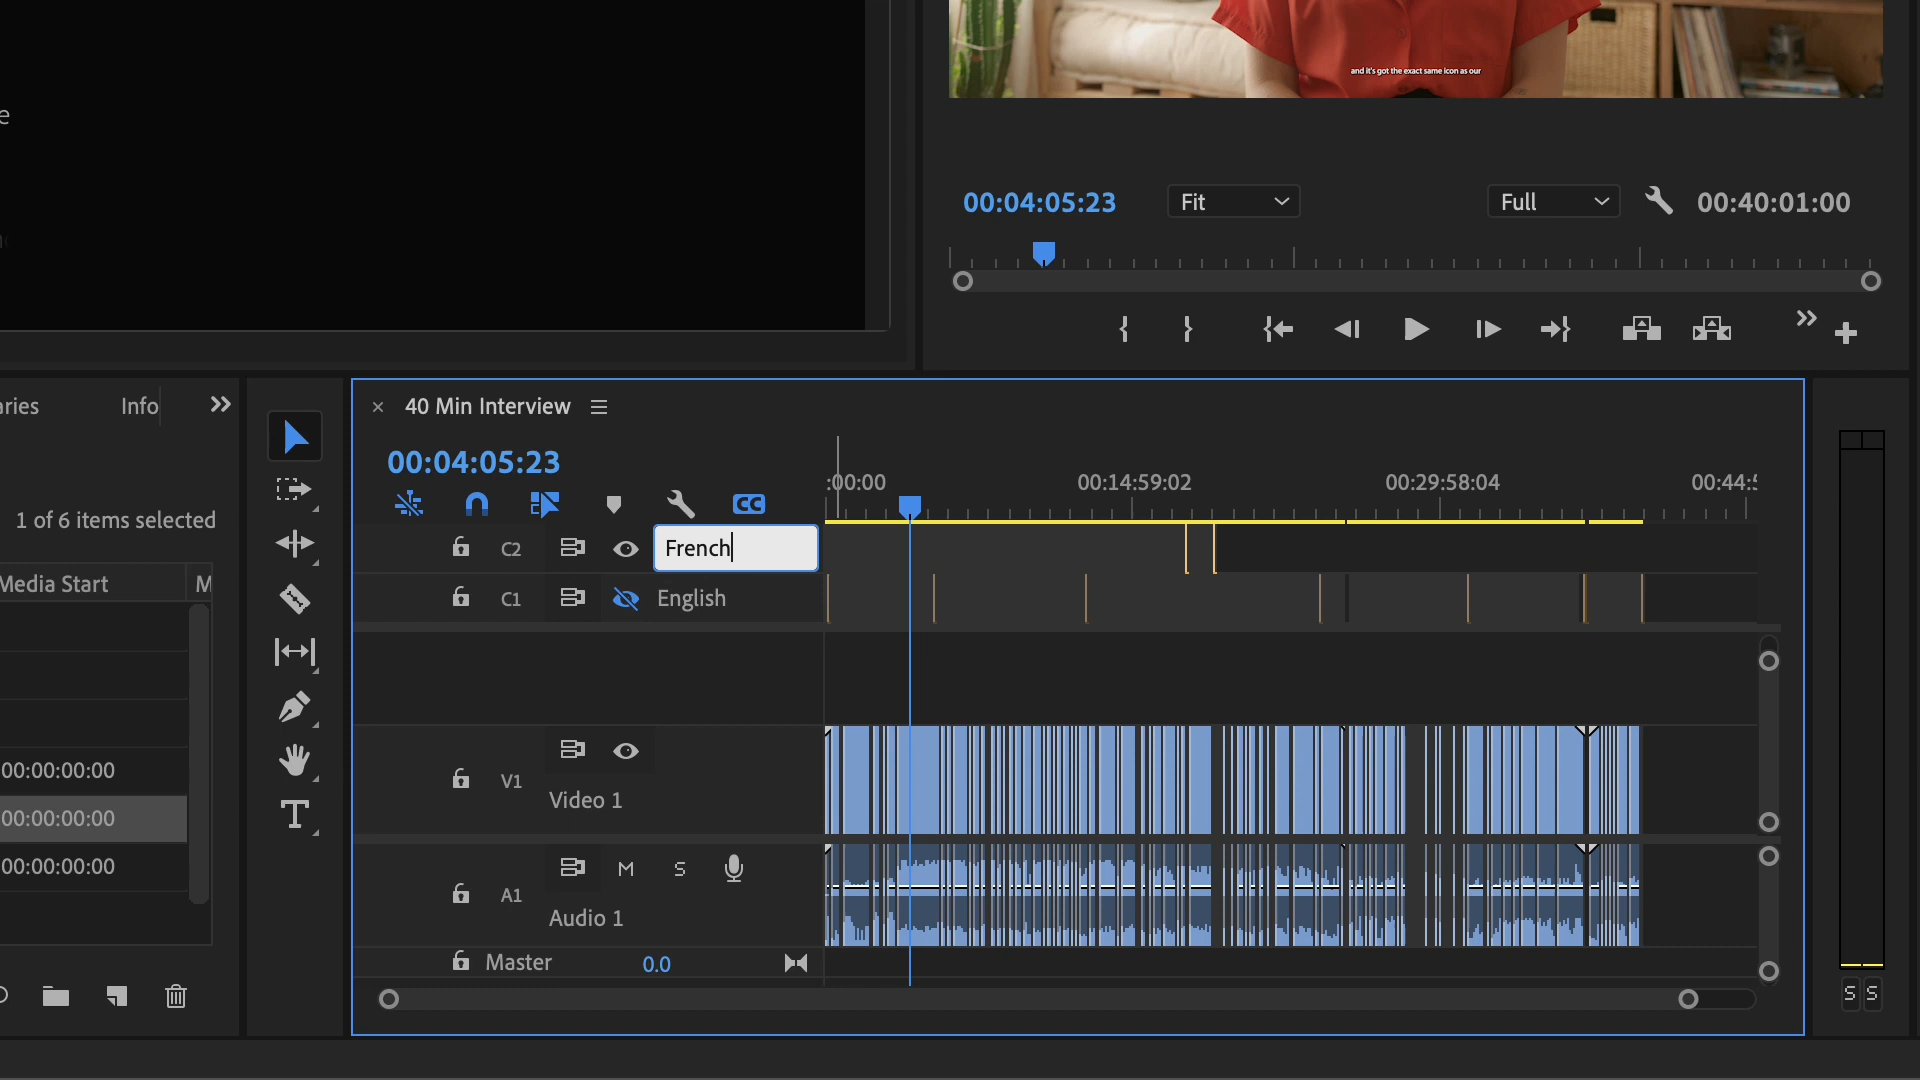 and it's got the exact same icon as our
00:04:05:23
Fit
Full
00:40:01:00
aries
Info
40 Min Interview
00:04:05:23
:00:00
00:14:59:02
00:29:58:04
00:44:5
CC
1 of 6 items selected
C2
French
Media Start
M
C1
English
V1
Video 1
00:00:00:00
00:00:00:00
00:00:00:00
M
S
A1
Audio 1
Master
0.0
S S